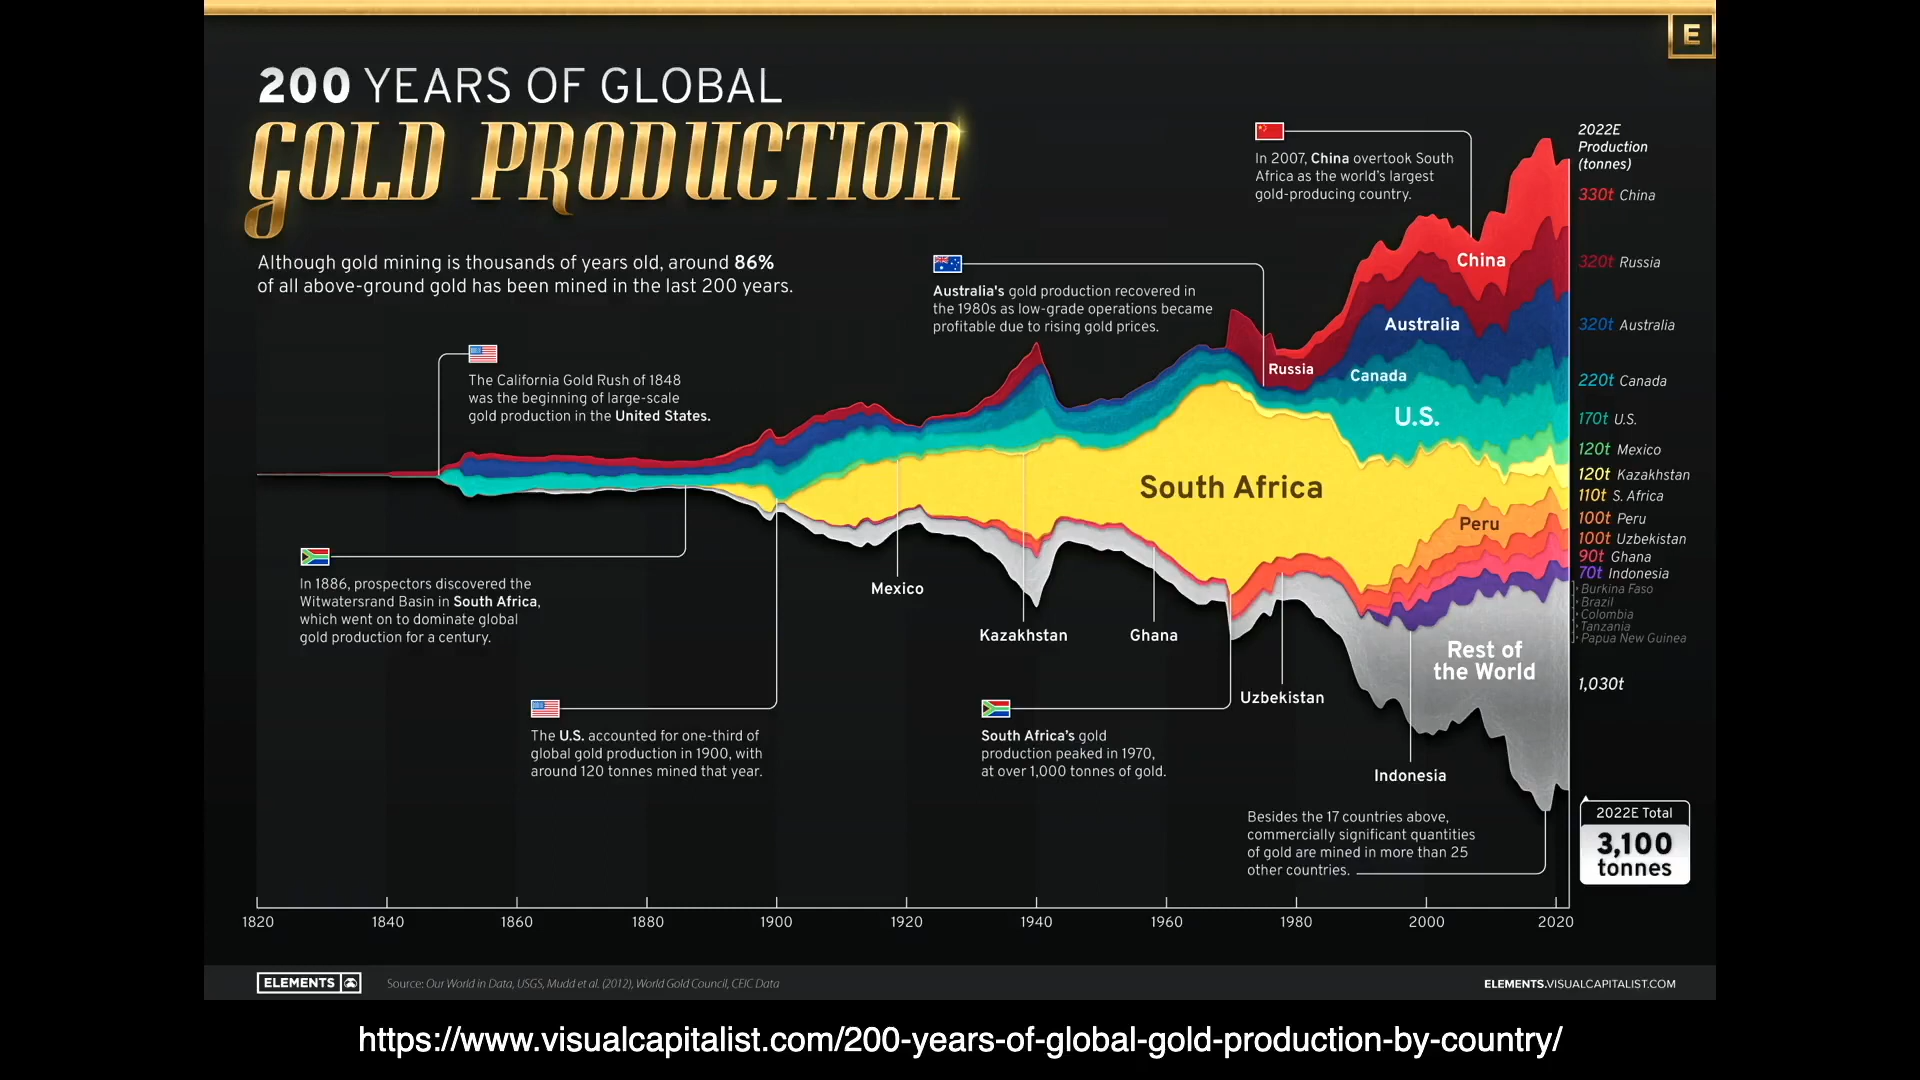 E
200 YEARS OF GLOBAL
GOLD PRODUCTION
Although gold mining is thousands of years old, around 86%
of all above-ground gold has been mined in the last 200 years.
The California Gold Rush of 1848
was the beginning of large-scale
gold production in the United States.
In 1886, prospectors discovered the
Witwatersrand Basin in South Africa,
which went on to dominate global
gold production for a century.
The U.S. accounted for one-third of
global gold production in 1900, with
around 120 tonnes mined that year.
Australia's gold production recovered in
the 1980s as low-grade operations became
profitable due to rising gold prices.
In 2007, China overtook South
Africa as the world's largest
gold-producing country.
South Africa's gold
production peaked in 1970,
at over 1,000 tonnes of gold.
Besides the 17 countries above,
commercially significant quantities
of gold are mined in more than 25
other countries.
China
Australia
Russia
Canada
U.S.
South Africa
Peru
Mexico
Kazakhstan
Ghana
Uzbekistan
Indonesia
Rest of
the World
2022E
Production
(tonnes)
330t China
320t Russia
320t Australia
220t Canada
170t U.S.
120t Mexico
120t Kazakhstan
110t S. Africa
100t Peru
100t Uzbekistan
90t Ghana
70t Indonesia
Burkina Faso
Brazil
Colombia
Tanzania
Papua New Guinea
1,030t
2022E Total
3,100
tonnes
1820 1840 1860 1880 1900 1920 1940 1960 1980 2000 2020
ELEMENTS
Source: Our World in Data, USGS, Mudd et al. (2012), World Gold Council, CEIC Data
ELEMENTS.VISUALCAPITALIST.COM
https://www.visualcapitalist.com/200-years-of-global-gold-production-by-country/